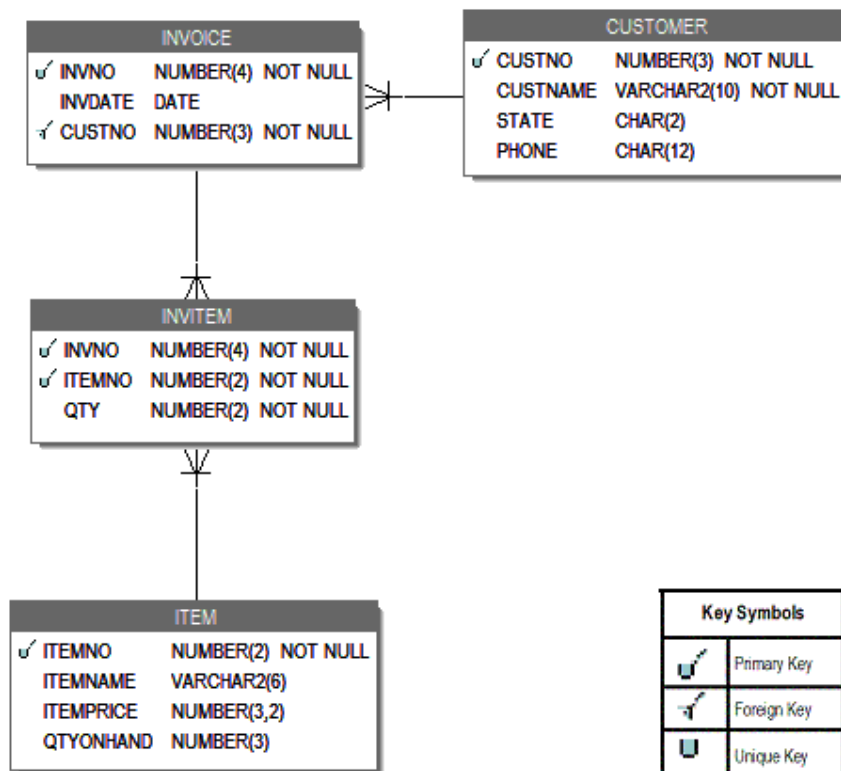 INVOICE
INVNO NUMBER(4) NOT NULL
INVDATE DATE
CUSTNO NUMBER(3) NOT NULL
CUSTOMER
CUSTNO NUMBER(3) NOT NULL
CUSTNAME VARCHAR2(10) NOT NULL
STATE CHAR(2)
PHONE CHAR(12)
INVITEM
INVNO NUMBER(4) NOT NULL
ITEMNO NUMBER(2) NOT NULL
QTY NUMBER(2) NOT NULL
ITEM
ITEMNO NUMBER(2) NOT NULL
ITEMNAME VARCHAR2(6)
ITEMPRICE NUMBER(3,2)
QTYONHAND NUMBER(3)
Key Symbols
Primary Key
Foreign Key
Unique Key